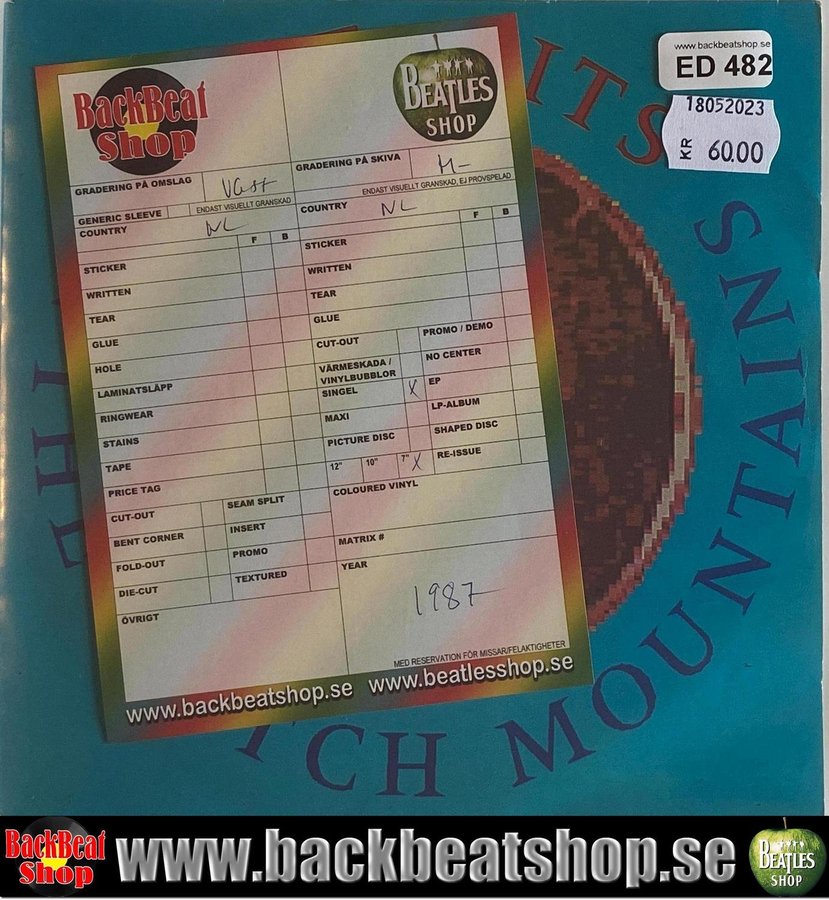 ITS
THE
TCH MOUNTAINS
www.backbeatshop.se
ED 482
18052023
KR 60.00
BackBeat
Shop
BEATLES
SHOP
GRADERING PÅ OMSLAG
VG++
GENERIC SLEEVE
ENDAST VISUELLT GRANSKAD
COUNTRY
NL
F B
STICKER
WRITTEN
TEAR
GLUE
HOLE
LAMINATSLÄPP
RINGWEAR
STAINS
TAPE
PRICE TAG
CUT-OUT
SEAM SPLIT
BENT CORNER
INSERT
FOLD-OUT
PROMO
DIE-CUT
TEXTURED
ÖVRIGT
GRADERING PÅ SKIVA
M-
ENDAST VISUELLT GRANSKAD, EJ PROVSPELAD
COUNTRY
NL
F B
STICKER
WRITTEN
TEAR
GLUE
CUT-OUT
PROMO / DEMO
VÄRMESKADA /
VINYLBUBBLOR
NO CENTER
SINGEL X
EP
MAXI
LP-ALBUM
PICTURE DISC
SHAPED DISC
12" 10" 7" X
RE-ISSUE
COLOURED VINYL
MATRIX #
YEAR
1987
MED RESERVATION FÖR MISSAR/FELAKTIGHETER
www.backbeatshop.se www.beatlesshop.se
BackBeat
Shop
www.backbeatshop.se
BEATLES
SHOP